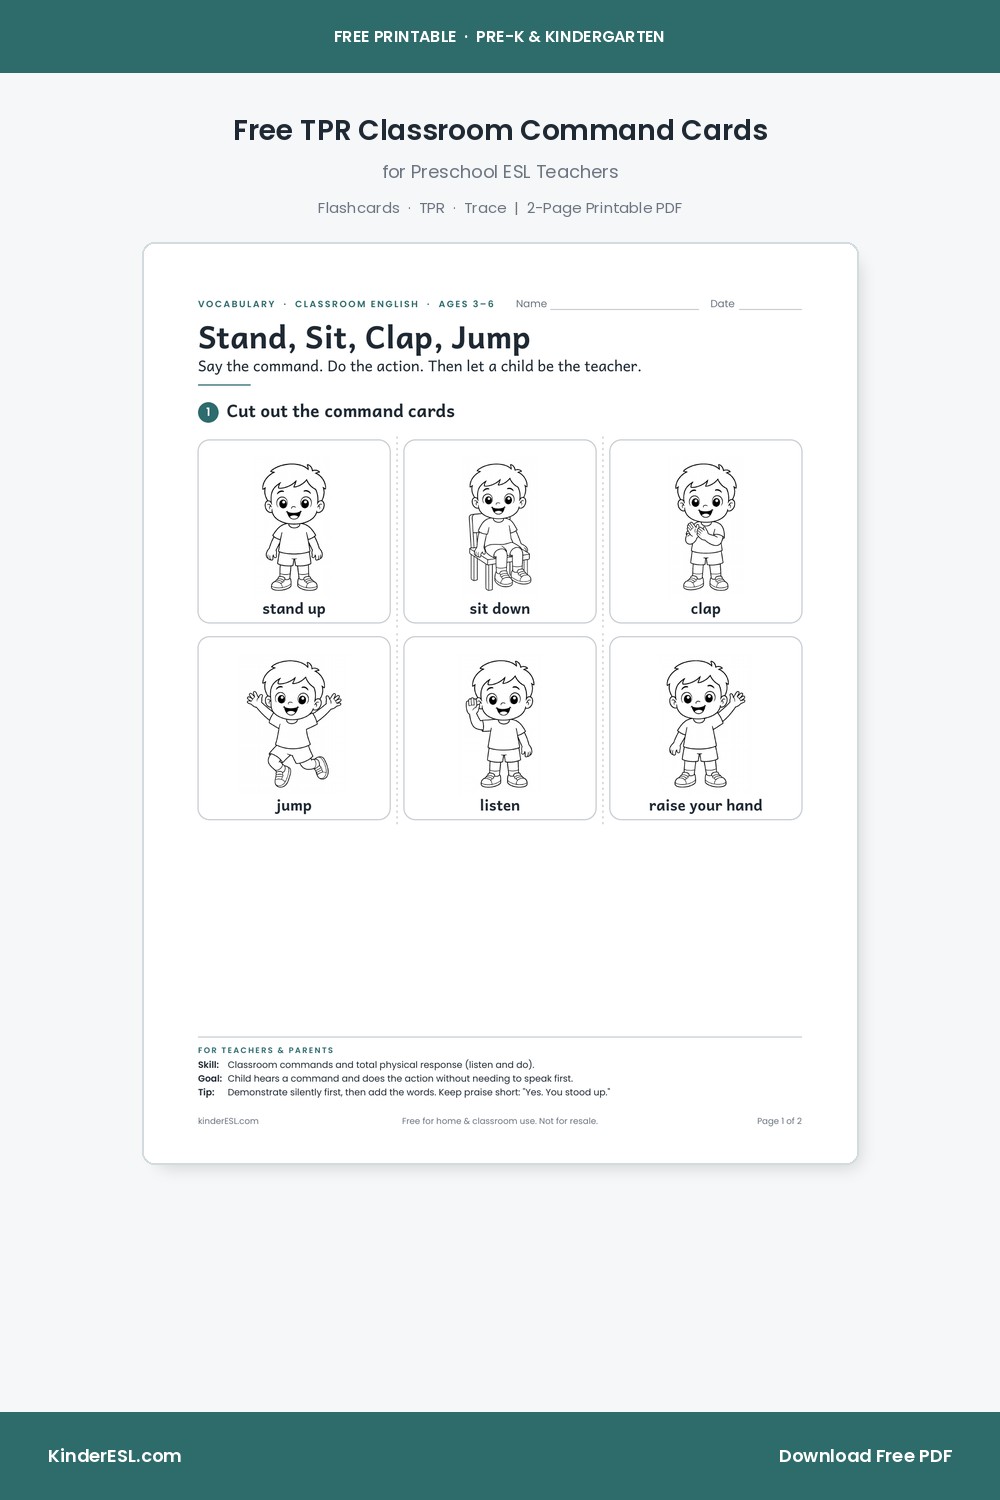 FREE PRINTABLE · PRE-K & KINDERGARTEN
Free TPR Classroom Command Cards
for Preschool ESL Teachers
Flashcards · TPR · Trace | 2-Page Printable PDF
VOCABULARY · CLASSROOM ENGLISH · AGES 3–6 Name Date
Stand, Sit, Clap, Jump
Say the command. Do the action. Then let a child be the teacher.
1 Cut out the command cards
stand up sit down clap
jump listen raise your hand
FOR TEACHERS & PARENTS
Skill: Classroom commands and total physical response (listen and do).
Goal: Child hears a command and does the action without needing to speak first.
Tip: Demonstrate silently first, then add the words. Keep praise short: "Yes. You stood up."
kinderESL.com Free for home & classroom use. Not for resale. Page 1 of 2
KinderESL.com Download Free PDF